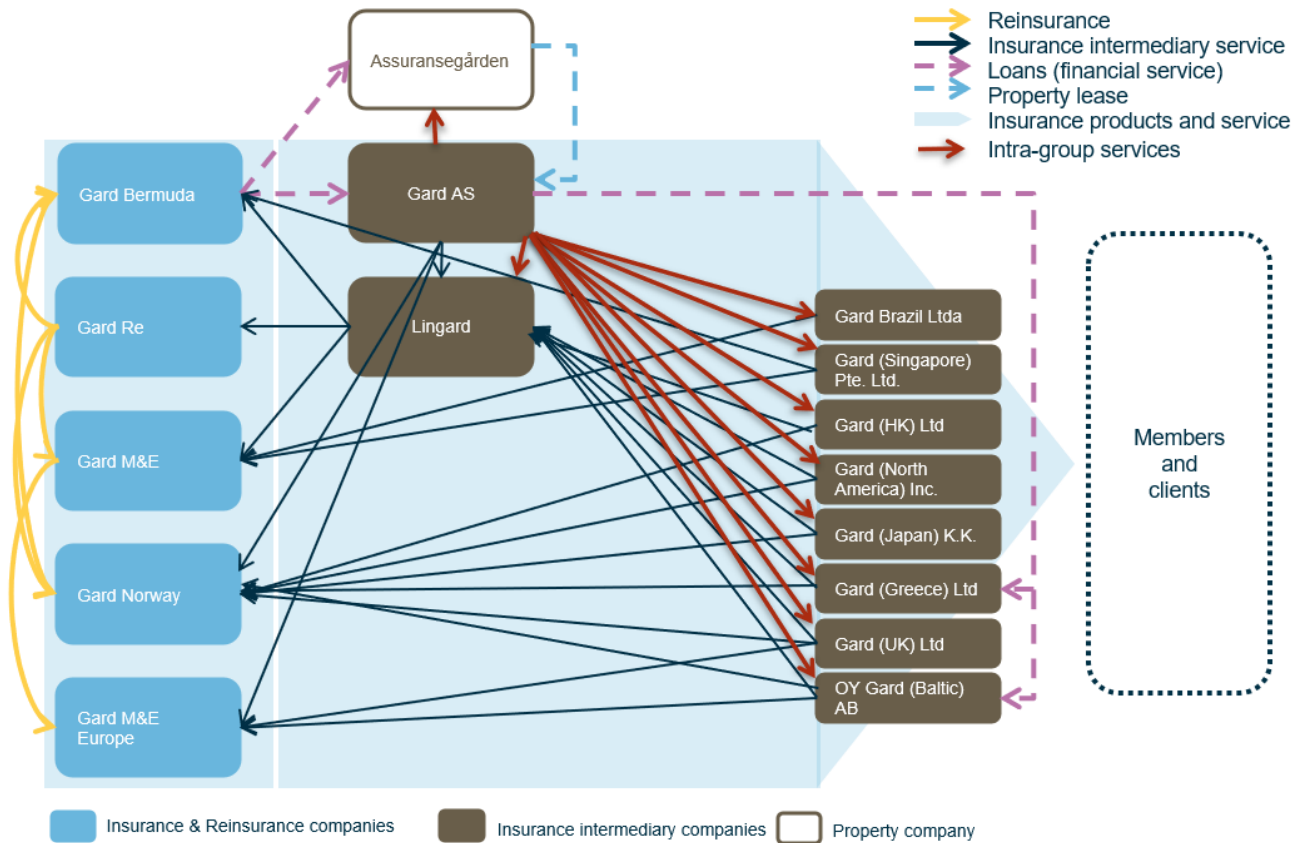 Reinsurance
Insurance intermediary service
Loans (financial service)
Property lease
Insurance products and service
Intra-group services
Assuransegården
Gard Bermuda
Gard AS
Gard Re
Lingard
Gard M&E
Gard Norway
Gard M&E
Europe
Gard Brazil Ltda
Gard (Singapore)
Pte. Ltd.
Gard (HK) Ltd
Gard (North
America) Inc.
Gard (Japan) K.K.
Gard (Greece) Ltd
Gard (UK) Ltd
OY Gard (Baltic)
AB
Members
and
clients
Insurance & Reinsurance companies
Insurance intermediary companies
Property company